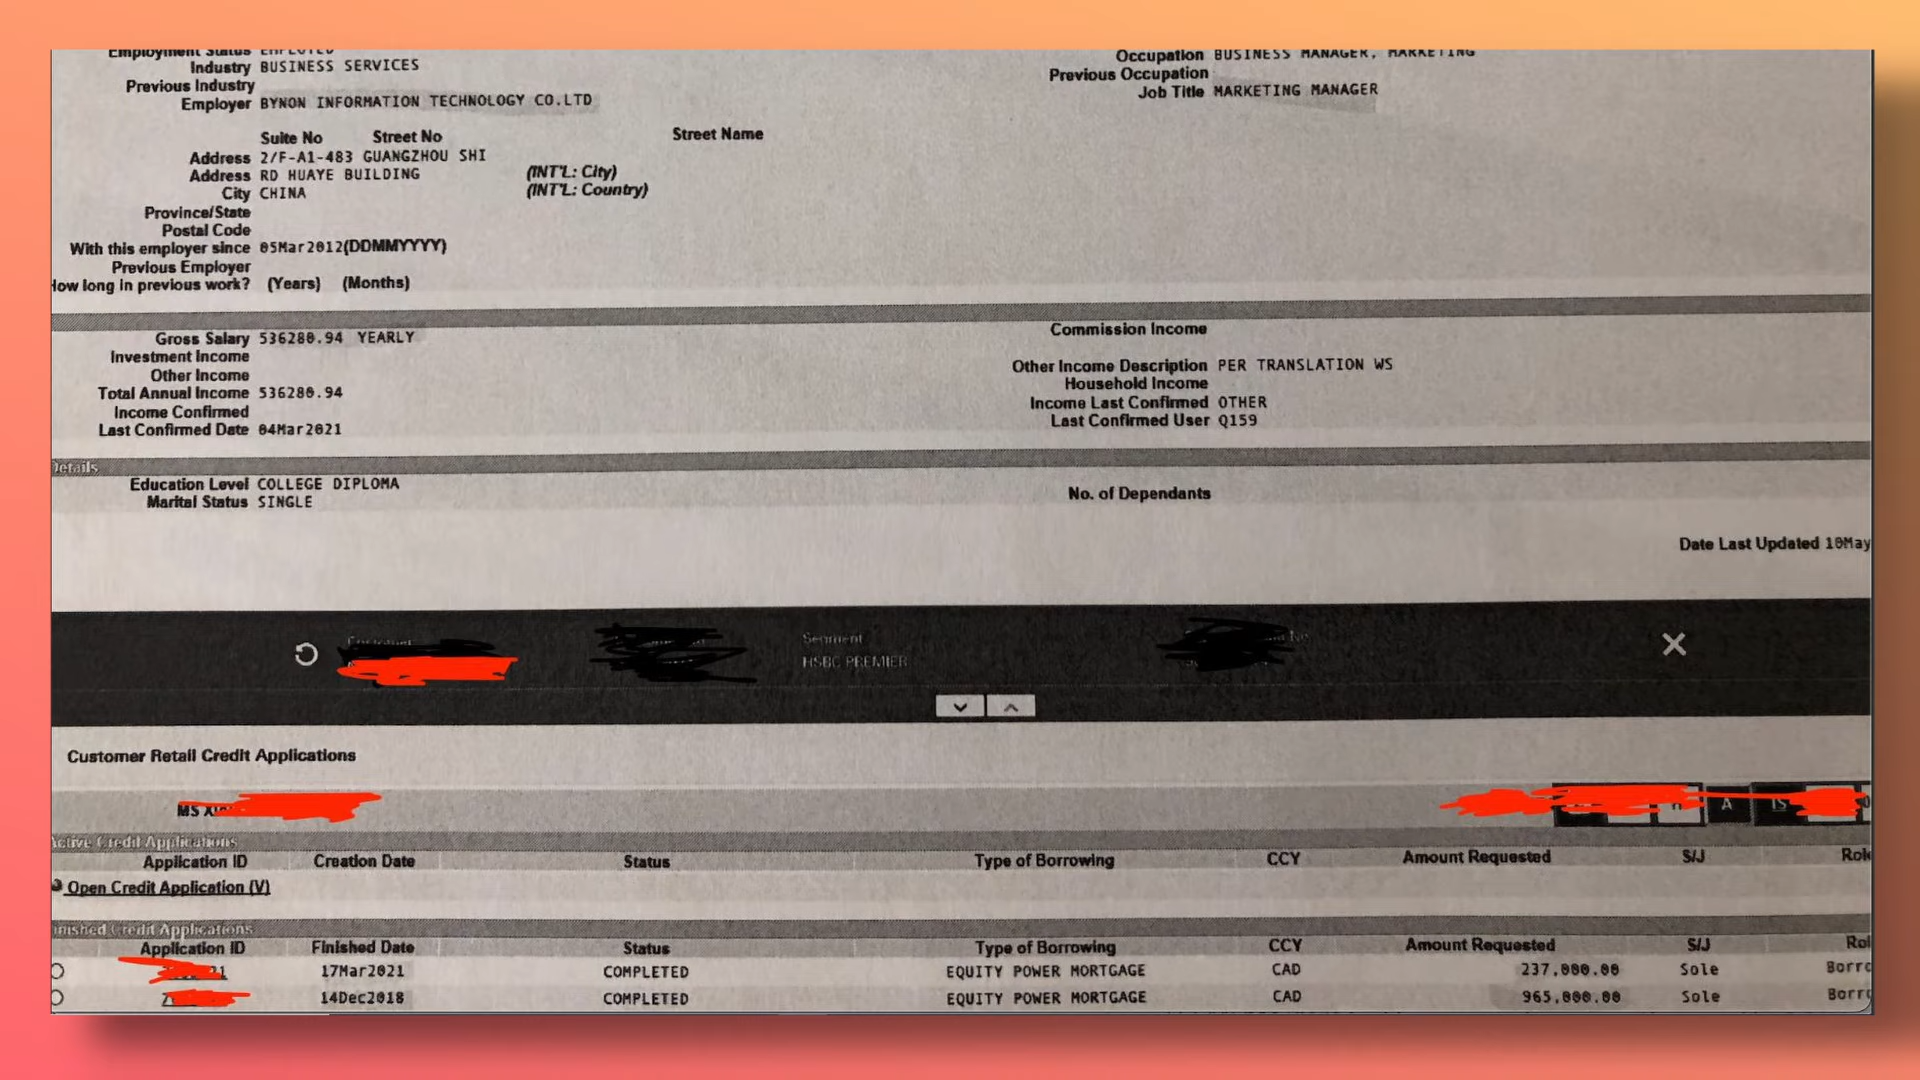 Employment Status EMPLOYED
Occupation BUSINESS MANAGER, MARKETING
Industry BUSINESS SERVICES
Previous Occupation
Previous Industry
Job Title MARKETING MANAGER
Employer BYNON INFORMATION TECHNOLOGY CO.LTD
Suite No Street No Street Name
Address 2/F-A1-483 GUANGZHOU SHI
Address RD HUAYE BUILDING (INT'L: City)
City CHINA (INT'L: Country)
Province/State
Postal Code
With this employer since 05Mar2012(DDMMYYYY)
Previous Employer
How long in previous work? (Years) (Months)
Gross Salary 536280.94 YEARLY
Commission Income
Investment Income
Other Income
Other Income Description PER TRANSLATION WS
Total Annual Income 536280.94
Household Income
Income Confirmed
Income Last Confirmed OTHER
Last Confirmed Date 04Mar2021
Last Confirmed User Q159
Details
Education Level COLLEGE DIPLOMA
Marital Status SINGLE
No. of Dependants
Date Last Updated 10May
Segment
HSBC PREMIER
Customer Retail Credit Applications
MS
A IS
Active Credit Applications
Application ID Creation Date Status Type of Borrowing CCY Amount Requested S/J Role
Open Credit Application (V)
Finished Credit Applications
Application ID Finished Date Status Type of Borrowing CCY Amount Requested S/J Rol
17Mar2021 COMPLETED EQUITY POWER MORTGAGE CAD 237,000.00 Sole Borro
14Dec2018 COMPLETED EQUITY POWER MORTGAGE CAD 965,000.00 Sole Borro